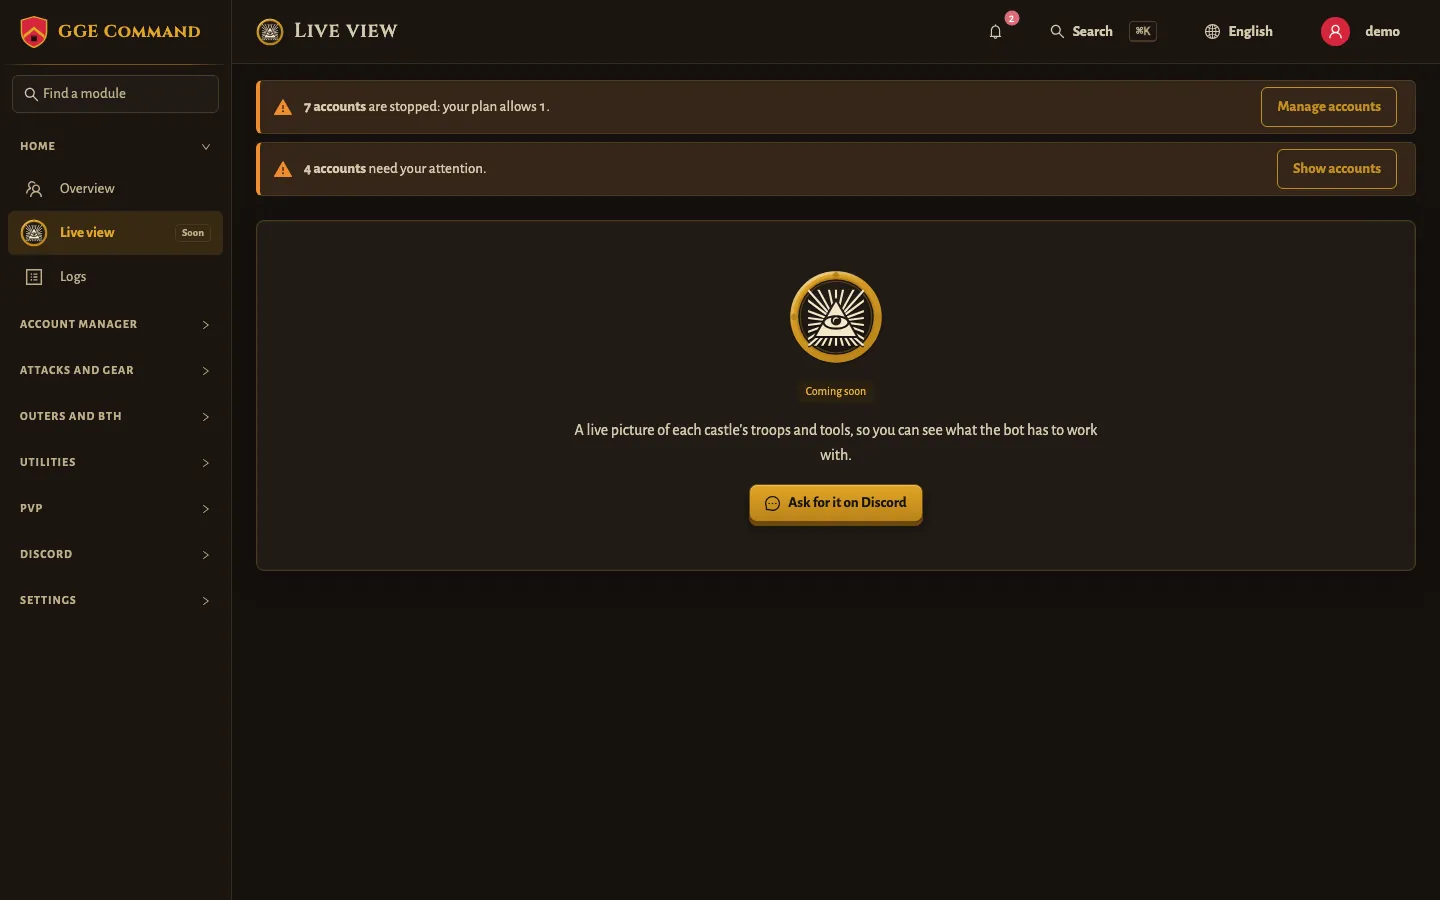 GGE Command
Find a module
HOME
Overview
Live view
Soon
Logs
ACCOUNT MANAGER
ATTACKS AND GEAR
OUTERS AND BTH
UTILITIES
PVP
DISCORD
SETTINGS
Live view
2
Search
⌘K
English
demo
7 accounts are stopped: your plan allows 1.
Manage accounts
4 accounts need your attention.
Show accounts
Coming soon
A live picture of each castle's troops and tools, so you can see what the bot has to work
with.
Ask for it on Discord